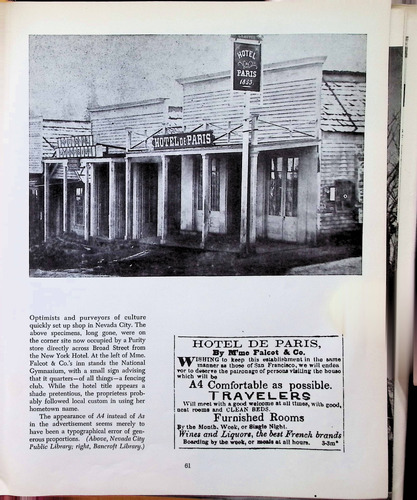 HOTEL
PARIS
1855
HOTEL DE PARIS
Optimists and purveyors of culture
quickly set up shop in Nevada City. The
above specimens, long gone, were on
the corner site now occupied by a Purity
store directly across Broad Street from
the New York Hotel. At the left of Mme.
Falcot & Co.'s inn stands the National
Gymnasium, with a small sign advising
that it quarters—of all things—a fencing
club. While the hotel title appears a
shade pretentious, the proprietess prob-
ably followed local custom in using her
hometown name.
The appearance of A4 instead of As
in the advertisement seems merely to
have been a typographical error of gen-
erous proportions. (Above, Nevada City
Public Library; right, Bancroft Library.)
HOTEL DE PARIS,
By M'me Falcot & Co.
WISHING to keep this establishment in the same
manner as those of San Francisco, we will endea
vor to deserve the patronage of persons visiting the house
which will be
A4 Comfortable as possible.
TRAVELERS
Will meet with a good welcome at all times, with good,
neat rooms and CLEAN BEDS.
Furnished Rooms
By the Month, Week, or Single Night.
Wines and Liquors, the best French brands
Boarding by the week, or meals at all hours. 3-3m*
61